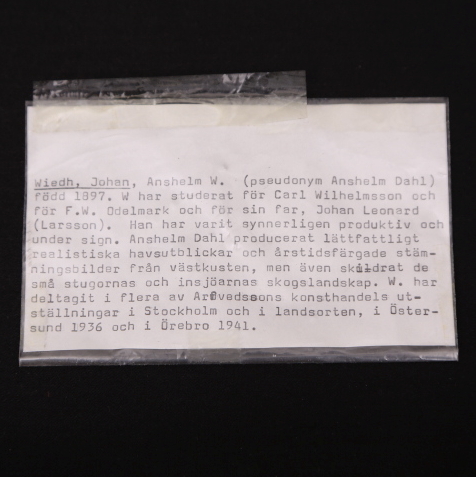 Wiedh, Johan, Anshelm W. (pseudonym Anshelm Dahl)
född 1897. W har studerat för Carl Wilhelmsson och
för F.W. Odelmark och för sin far, Johan Leonard
(Larsson). Han har varit synnerligen produktiv och
under sign. Anshelm Dahl producerat lättfattligt
realistiska havsutblickar och årstidsfärgade stäm-
ningsbilder från västkusten, men även skildrat de
små stugornas och insjöarnas skogslandskap. W. har
deltagit i flera av Arvedssons konsthandels ut-
ställningar i Stockholm och i landsorten, i Öster-
sund 1936 och i Örebro 1941.